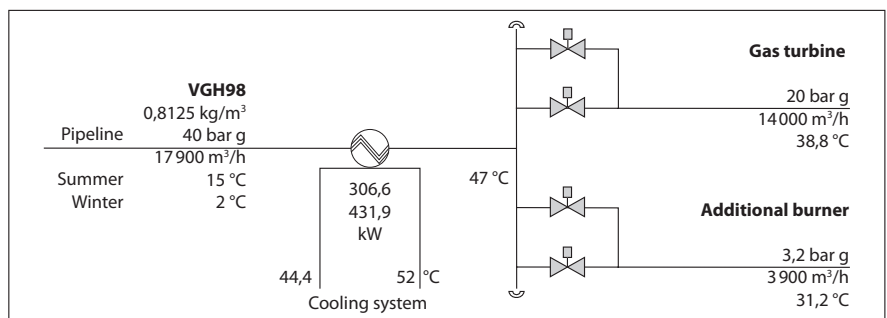 VGH98
0,8125 kg/m³
Pipeline 40 bar g
17 900 m³/h
Summer 15 °C
Winter 2 °C
306,6
431,9
kW
44,4 52 °C
Cooling system
47 °C
Gas turbine
20 bar g
14 000 m³/h
38,8 °C
Additional burner
3,2 bar g
3 900 m³/h
31,2 °C